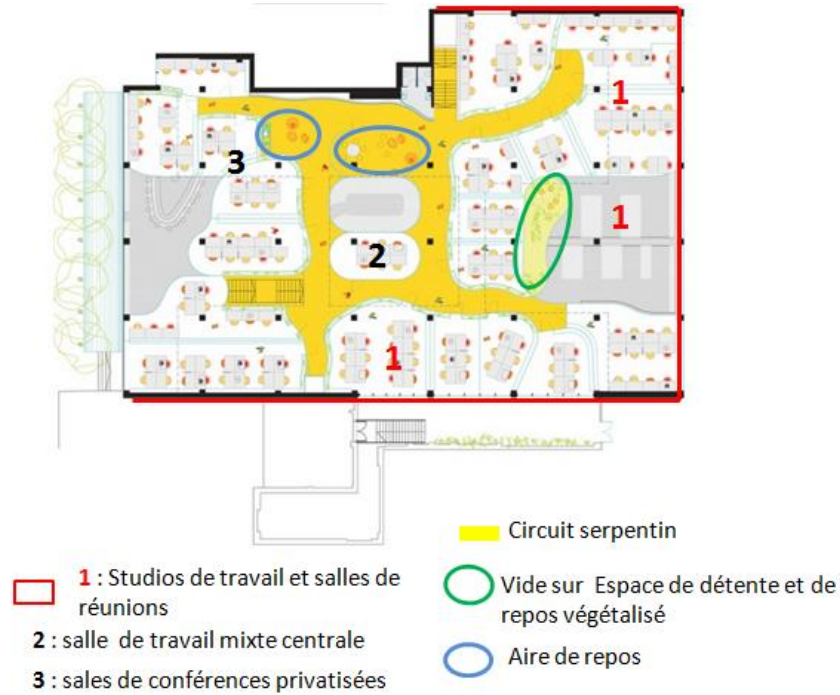 1
3
1
2
1
1 : Studios de travail et salles de
réunions
2 : salle  de travail mixte centrale
3 : sales de conférences privatisées
Circuit serpentin
Vide sur  Espace de détente et de
repos végétalisé
Aire de repos